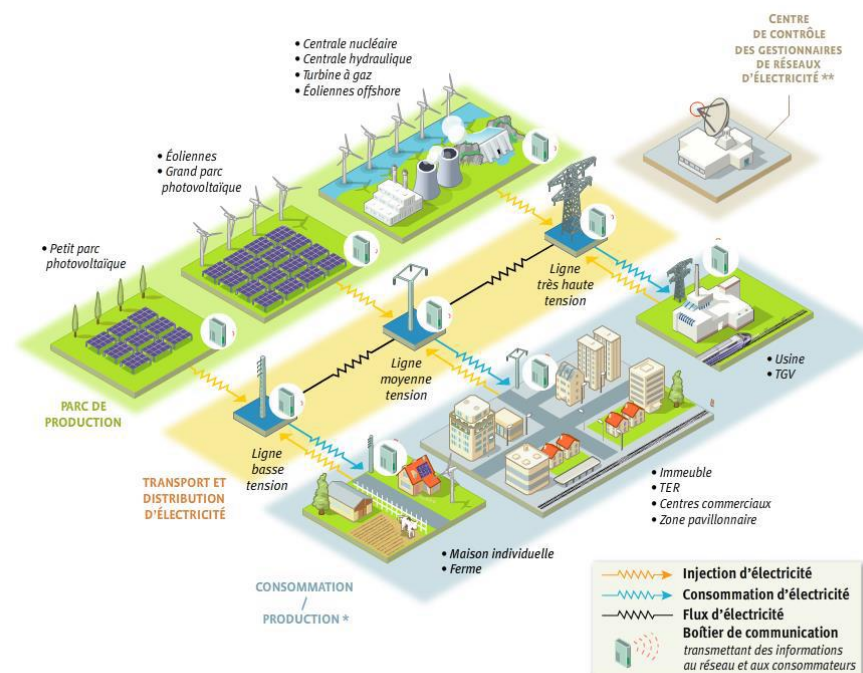 CENTRE
DE CONTRÔLE
DES GESTIONNAIRES
DE RÉSEAUX
D'ÉLECTRICITÉ **
• Centrale nucléaire
• Centrale hydraulique
• Turbine à gaz
• Éoliennes offshore
• Éoliennes
• Grand parc
photovoltaïque
• Petit parc
photovoltaïque
Ligne
très haute
tension
• Usine
• TGV
Ligne
moyenne
tension
PARC DE
PRODUCTION
Ligne
basse
tension
TRANSPORT ET
DISTRIBUTION
D'ÉLECTRICITÉ
• Immeuble
• TER
• Centres commerciaux
• Zone pavillonnaire
• Maison individuelle
• Ferme
CONSOMMATION
/
PRODUCTION *
Injection d'électricité
Consommation d'électricité
Flux d'électricité
Boîtier de communication
transmettant des informations
au réseau et aux consommateurs